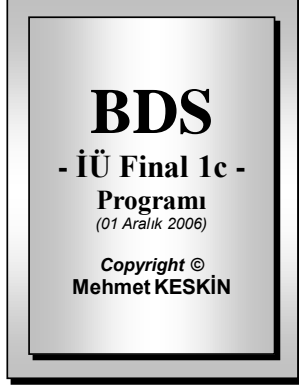 BDS
- İÜ Final 1c -
Programı
(01 Aralık 2006)
Copyright ©
Mehmet KESKİN